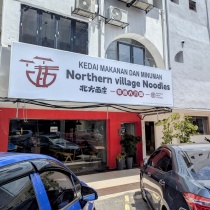 KEDAI MAKANAN DAN MINUMAN
Northern village Noodles
北方面庄